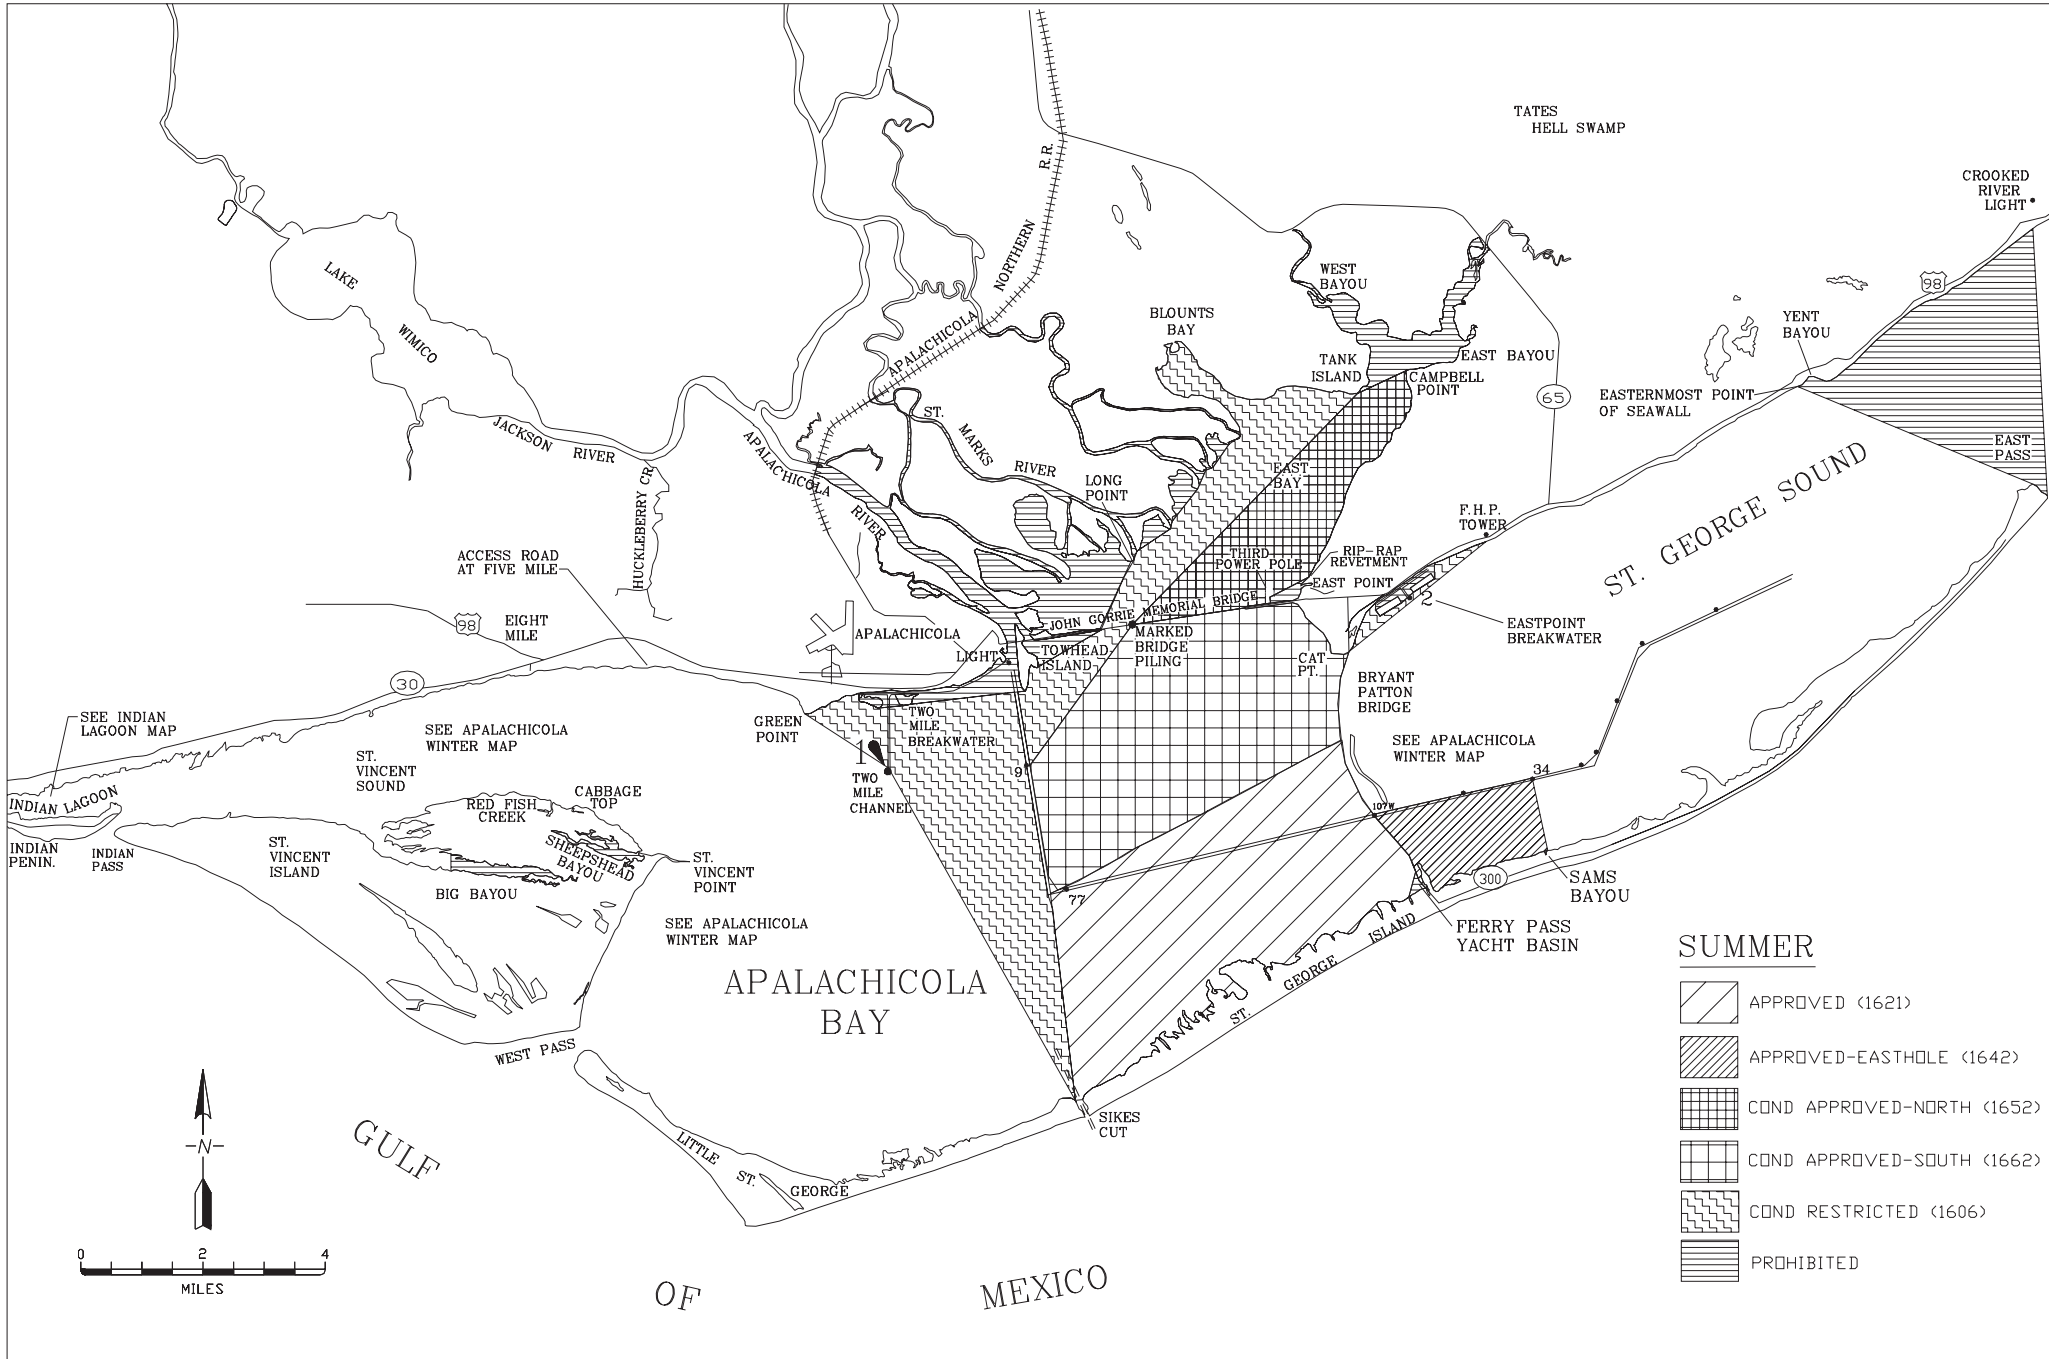 TATES
HELL SWAMP
CROOKED
RIVER
LIGHT
R.R.
NORTHERN
APALACHICOLA
LAKE
WIMICO
WEST
BAYOU
98
BLOUNTS
BAY
YENT
BAYOU
TANK
ISLAND
EAST BAYOU
CAMPBELL
POINT
EASTERNMOST POINT
OF SEAWALL
65
JACKSON RIVER
ST. MARKS RIVER
APALACHICOLA
RIVER
HUCKLEBERRY CR.
EAST
BAY
LONG
POINT
EAST
PASS
ST. GEORGE SOUND
F.H.P.
TOWER
ACCESS ROAD
AT FIVE MILE
THIRD
POWER POLE
RIP-RAP
REVETMENT
EAST POINT
2
98
EIGHT
MILE
JOHN GORRIE MEMORIAL BRIDGE
EASTPOINT
BREAKWATER
APALACHICOLA
LIGHT
TOWHEAD
ISLAND
MARKED
BRIDGE
PILING
CAT
PT.
30
BRYANT
PATTON
BRIDGE
SEE INDIAN
LAGOON MAP
GREEN
POINT
TWO
MILE
BREAKWATER
SEE APALACHICOLA
WINTER MAP
SEE APALACHICOLA
WINTER MAP
ST.
VINCENT
SOUND
1
TWO
MILE
CHANNEL
9
34
107W
INDIAN LAGOON
RED FISH
CREEK
CABBAGE
TOP
INDIAN
PENIN.
INDIAN
PASS
ST.
VINCENT
ISLAND
SHEEPSHEAD
BAYOU
ST.
VINCENT
POINT
BIG BAYOU
77
300
SAMS
BAYOU
FERRY PASS
YACHT BASIN
SEE APALACHICOLA
WINTER MAP
ST. GEORGE ISLAND
APALACHICOLA
BAY
WEST PASS
SIKES
CUT
LITTLE
ST.
GEORGE
GULF
OF
MEXICO
-N-
0 2 4
MILES
SUMMER
APPROVED (1621)
APPROVED-EASTHOLE (1642)
COND APPROVED-NORTH (1652)
COND APPROVED-SOUTH (1662)
COND RESTRICTED (1606)
PROHIBITED